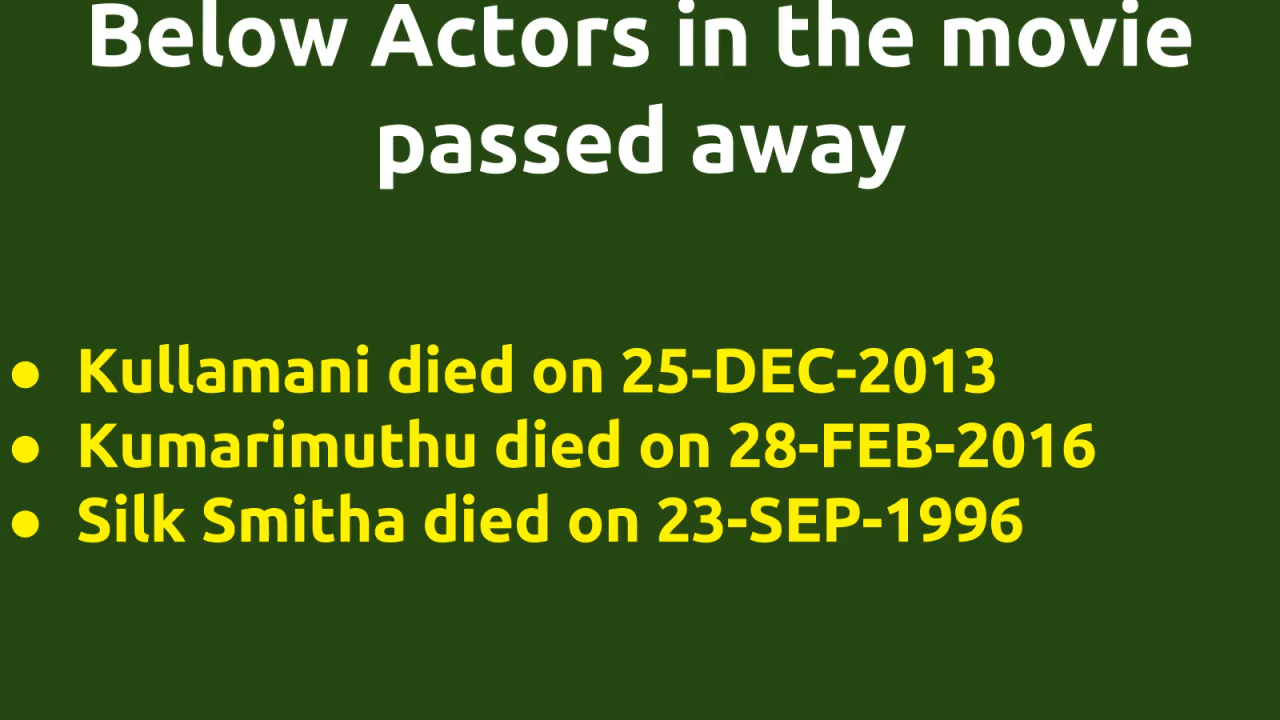 Below Actors in the movie
passed away
● Kullamani died on 25-DEC-2013
● Kumarimuthu died on 28-FEB-2016
● Silk Smitha died on 23-SEP-1996